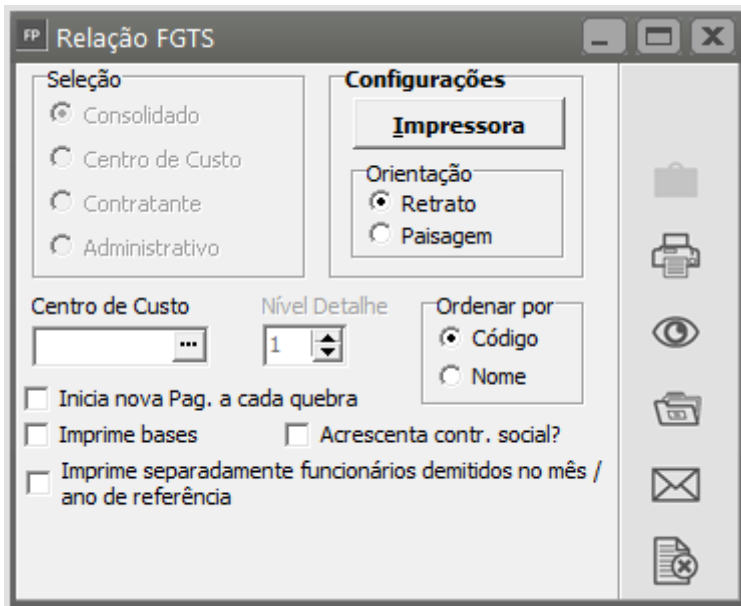 FP Relação FGTS
Seleção
Consolidado
Centro de Custo
Contratante
Administrativo
Configurações
Impressora
Orientação
Retrato
Paisagem
Centro de Custo
...
Nível Detalhe
1
Ordenar por
Código
Nome
Inicia nova Pag. a cada quebra
Imprime bases
Acrescenta contr. social?
Imprime separadamente funcionários demitidos no mês /
ano de referência